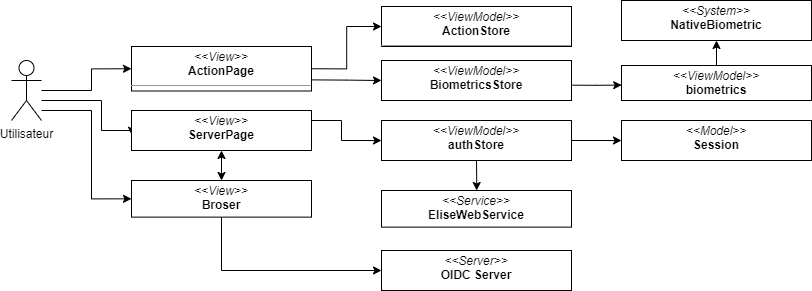 <<ViewModel>>
ActionStore
<<System>>
NativeBiometric
<<View>>
ActionPage
<<ViewModel>>
BiometricsStore
<<ViewModel>>
biometrics
Utilisateur
<<View>>
ServerPage
<<ViewModel>>
authStore
<<Model>>
Session
<<View>>
Broser
<<Service>>
EliseWebService
<<Server>>
OIDC Server